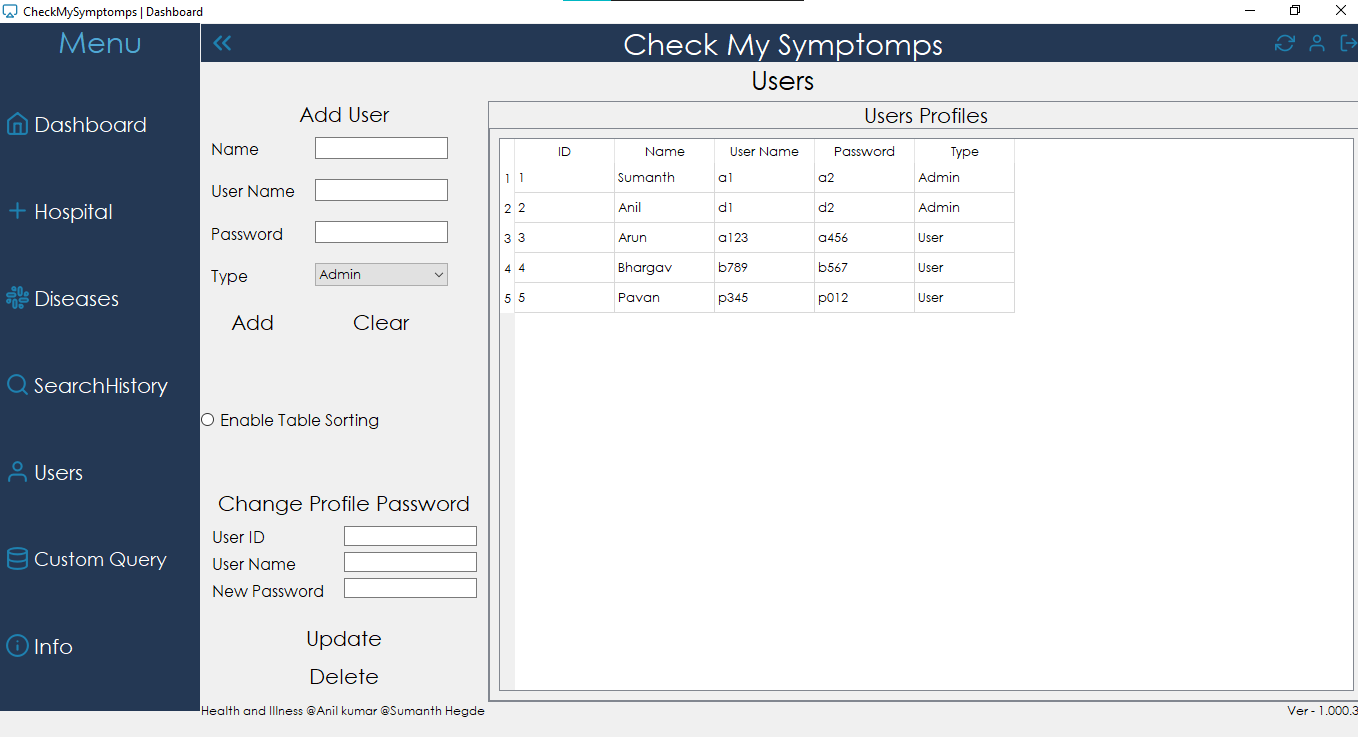 CheckMySymptomps | Dashboard
Menu
Check My Symptomps
Dashboard
Hospital
Diseases
SearchHistory
Users
Custom Query
Info
Users
Add User
Name
User Name
Password
Type Admin
Add Clear
Enable Table Sorting
Change Profile Password
User ID
User Name
New Password
Update
Delete
Users Profiles
ID Name User Name Password Type
1 1 Sumanth a1 a2 Admin
2 2 Anil d1 d2 Admin
3 3 Arun a123 a456 User
4 4 Bhargav b789 b567 User
5 5 Pavan p345 p012 User
Health and Illness @Anil kumar @Sumanth Hegde
Ver - 1.000.3